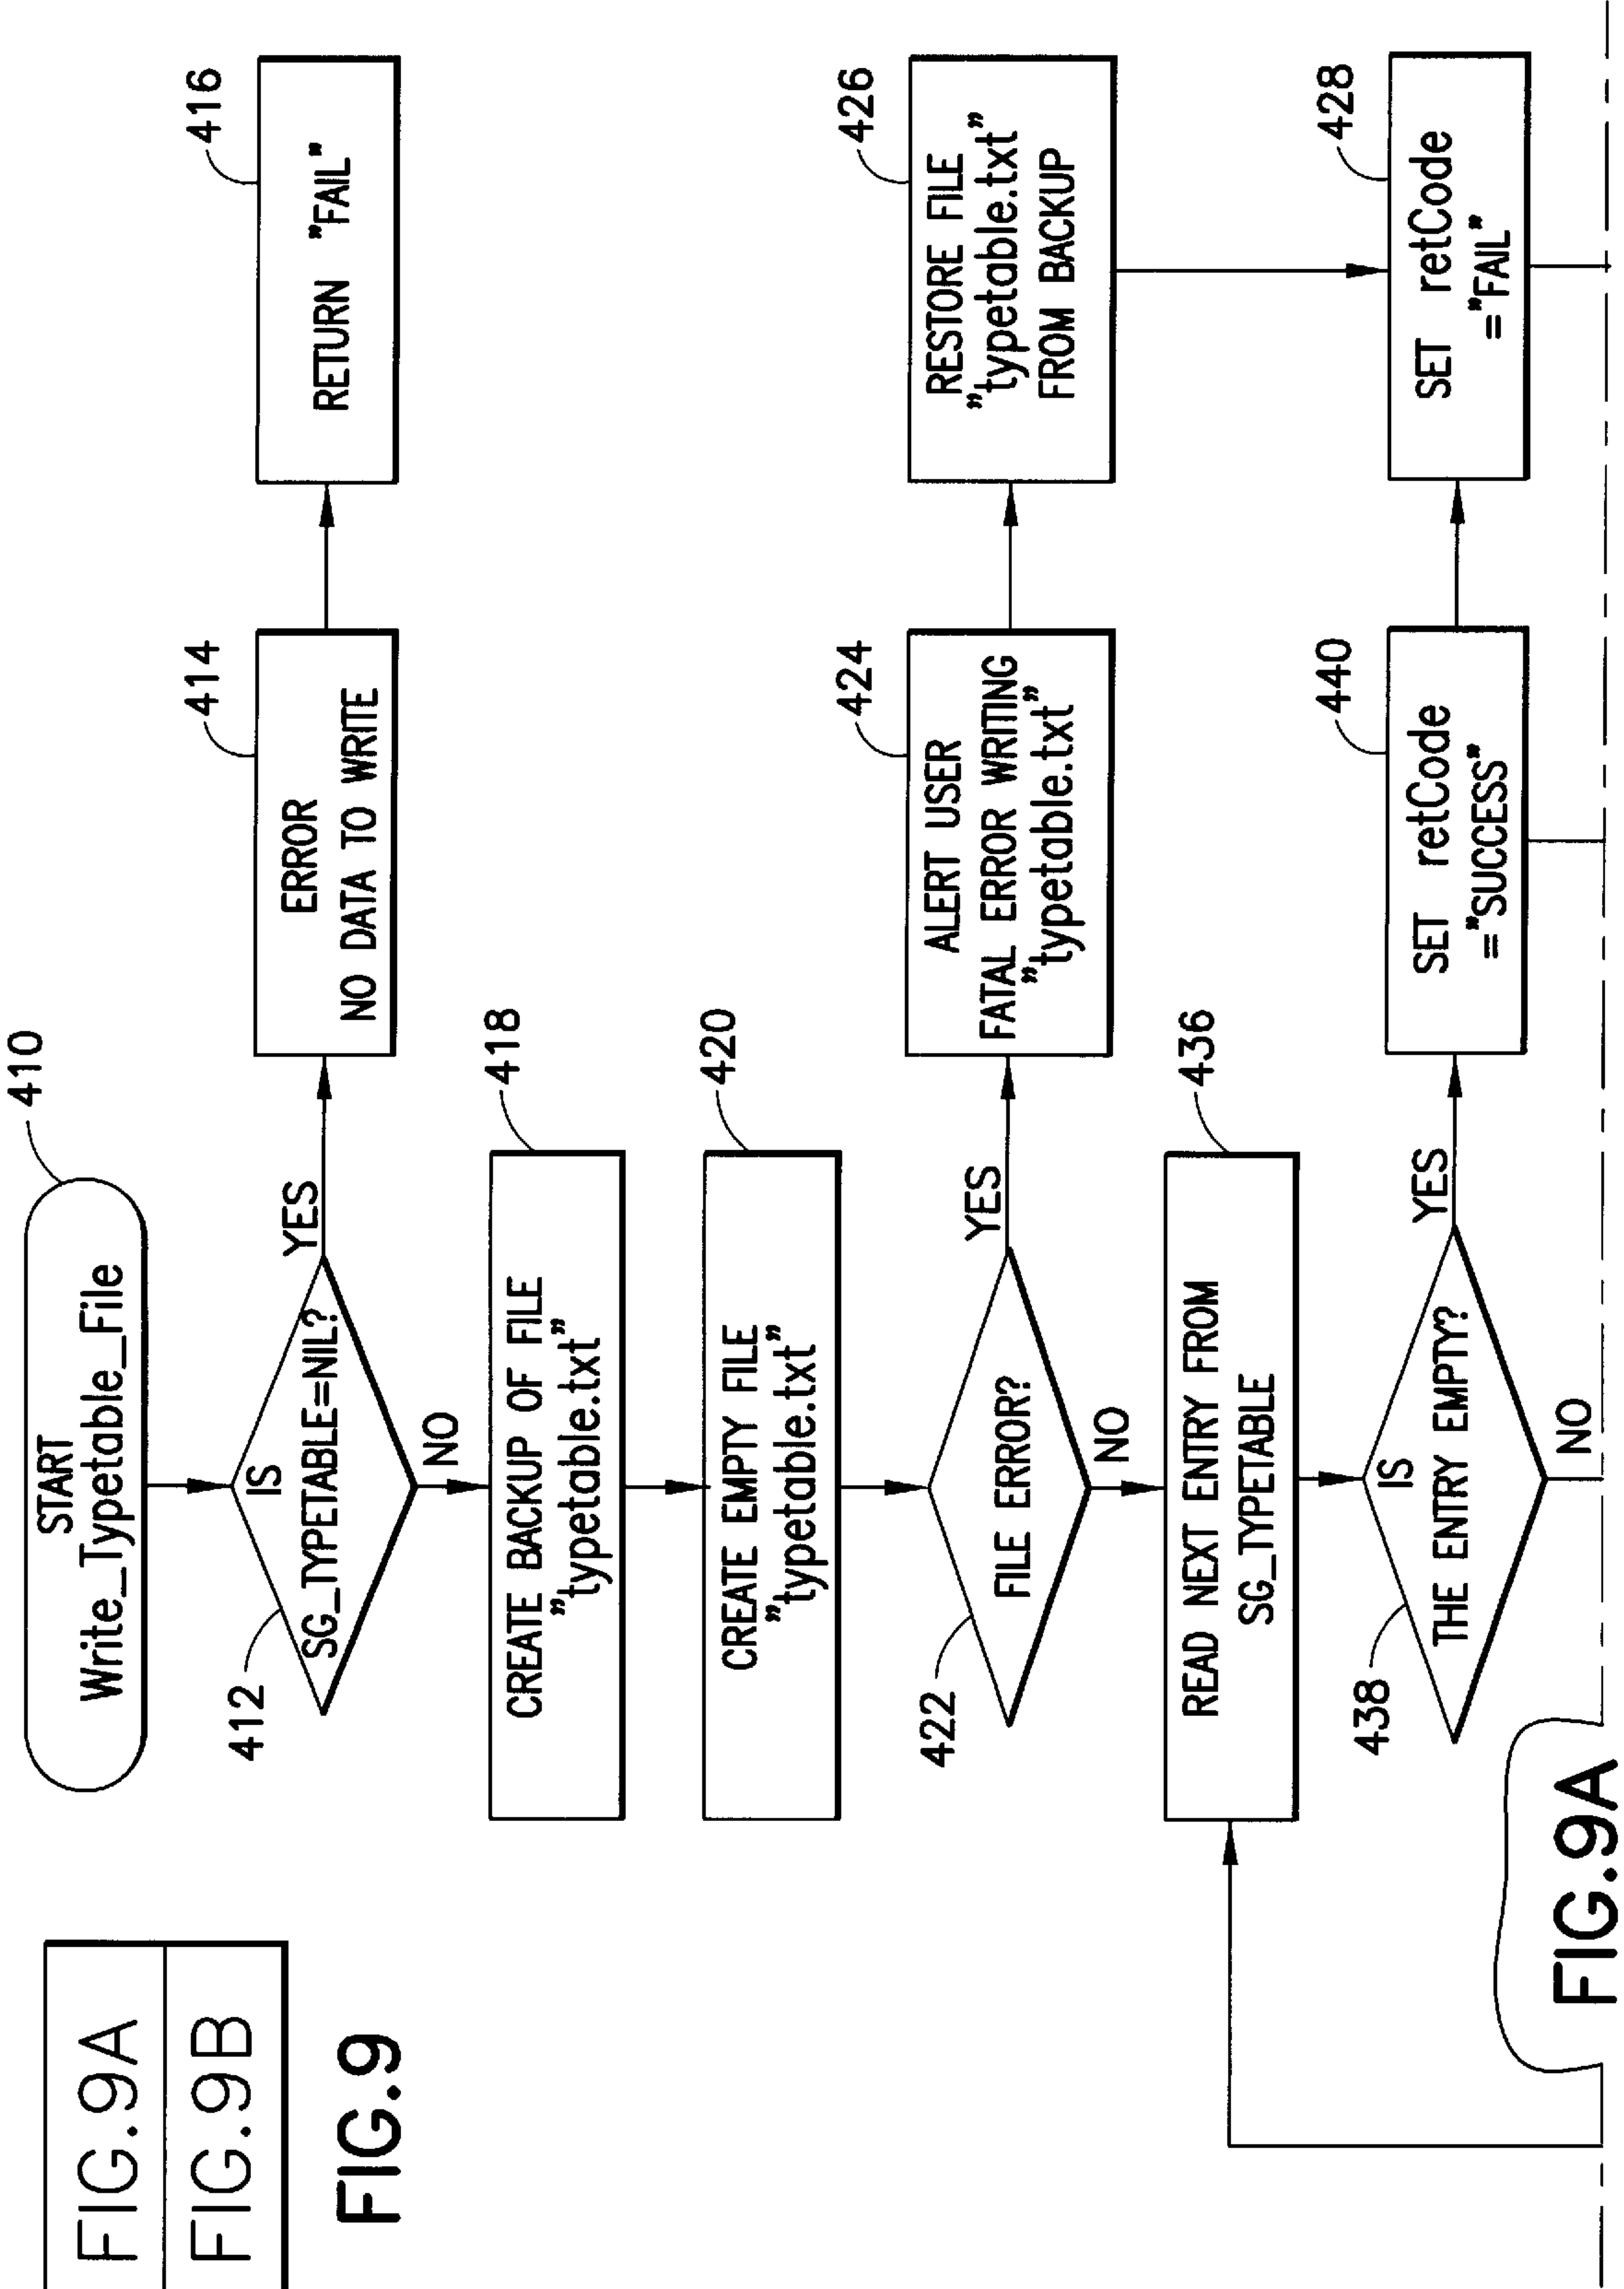 FIG.9A
FIG.9B
FIG.9
START
Write_Typetable_File
410
IS
SG_TYPETABLE=NIL?
412
YES
NO
ERROR
NO DATA TO WRITE
414
RETURN "FAIL"
416
CREATE BACKUP OF FILE
"typetable.txt"
418
CREATE EMPTY FILE
"typetable.txt"
420
FILE ERROR?
422
YES
NO
ALERT USER
FATAL ERROR WRITING
"typetable.txt"
424
RESTORE FILE
"typetable.txt"
FROM BACKUP
426
READ NEXT ENTRY FROM
SG_TYPETABLE
436
IS
THE ENTRY EMPTY?
438
YES
NO
SET retCode
="SUCCESS"
440
SET retCode
="FAIL"
428
FIG.9A